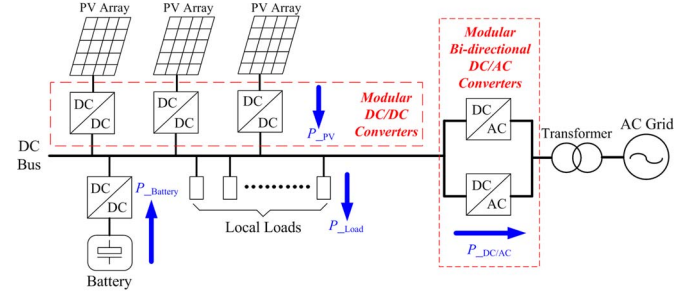 PV Array PV Array PV Array
Modular
Bi-directional
DC/AC
Converters
DC
DC
DC
DC
DC
DC
P_PV
Modular
DC/DC
Converters
DC
AC
Transformer
AC Grid
DC
Bus
DC
DC
P_Battery
Local Loads
P_Load
DC
AC
P_DC/AC
Battery